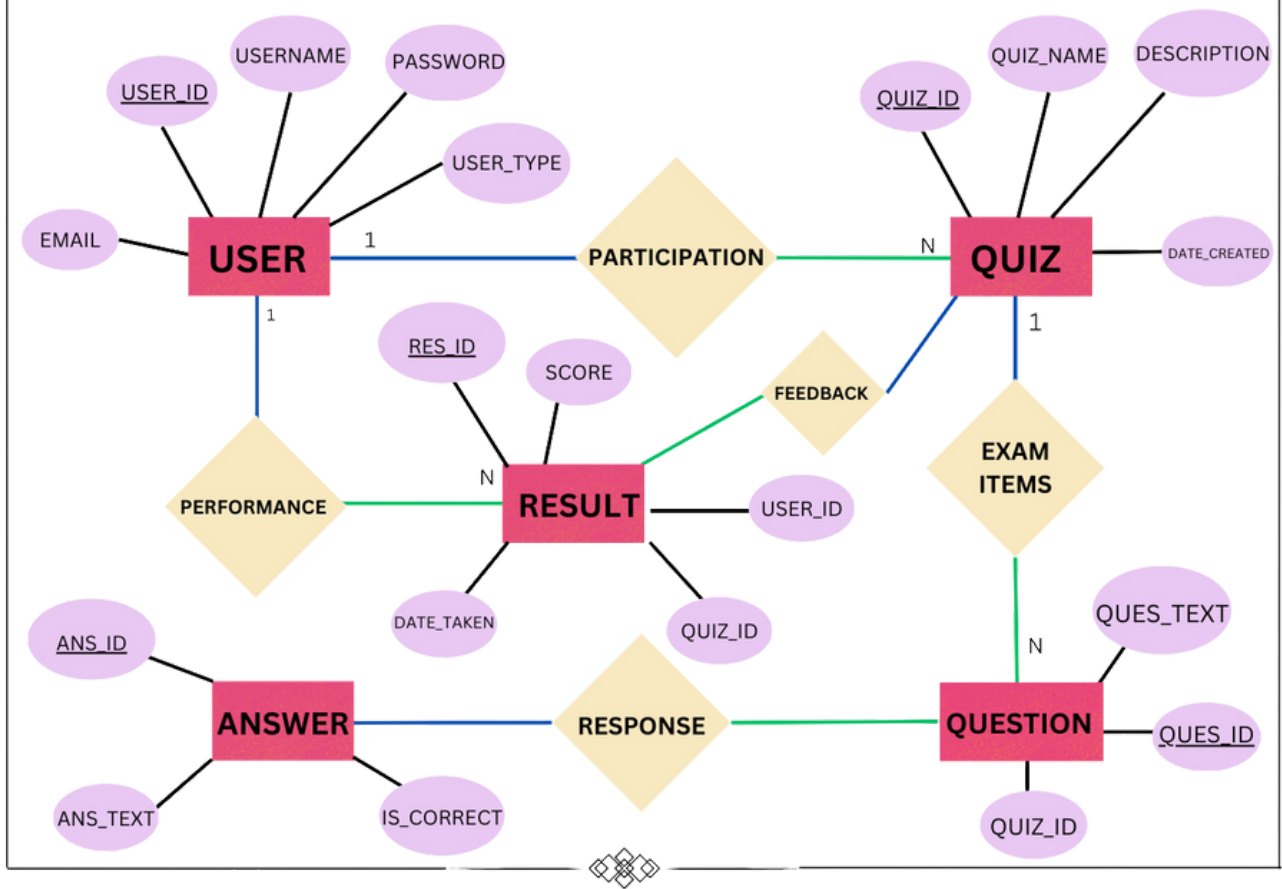 USERNAME
PASSWORD
USER_ID
USER_TYPE
EMAIL
USER
1
PARTICIPATION
N
QUIZ
QUIZ_NAME
DESCRIPTION
QUIZ_ID
DATE_CREATED
1
1
RES_ID
SCORE
FEEDBACK
EXAM
ITEMS
PERFORMANCE
N
RESULT
USER_ID
DATE_TAKEN
QUIZ_ID
N
QUES_TEXT
ANS_ID
ANSWER
RESPONSE
QUESTION
QUES_ID
ANS_TEXT
IS_CORRECT
QUIZ_ID